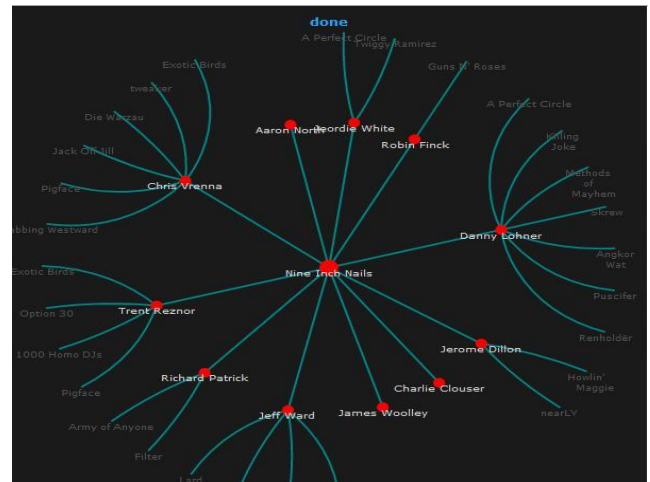 done
A Perfect Circle
Twiggy Ramirez
Exotic Birds
Guns N' Roses
tweaker
A Perfect Circle
Die Warzau
Aaron North
Jeordie White
Killing
Joke
Robin Finck
Jack Off Jill
Methods
of
Mayhem
Pigface
Chris Vrenna
Skrew
bbing Westward
Danny Lohner
Angkor
Wat
Exotic Birds
Nine Inch Nails
Puscifer
Option 30
Trent Reznor
Renholdër
1000 Homo DJs
Jerome Dillon
Pigface
Richard Patrick
Howlin'
Maggie
Charlie Clouser
Army of Anyone
Jeff Ward
James Woolley
nearLY
Filter
Lard